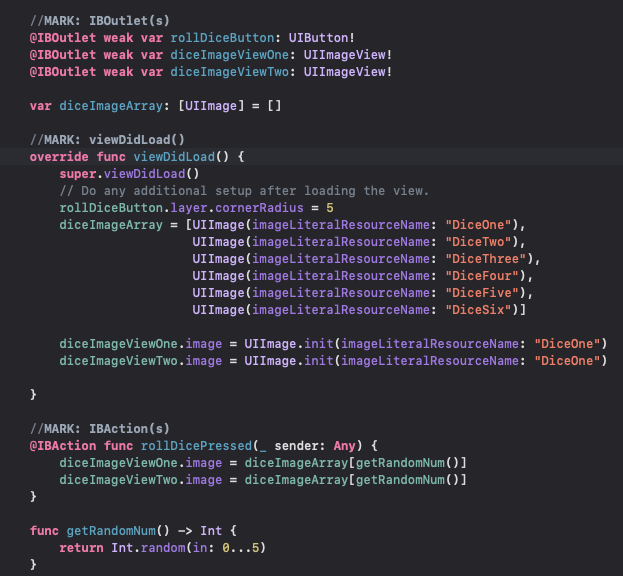 //MARK: IBOutlet(s)
@IBOutlet weak var rollDiceButton: UIButton!
@IBOutlet weak var diceImageViewOne: UIImageView!
@IBOutlet weak var diceImageViewTwo: UIImageView!
var diceImageArray: [UIImage] = []
//MARK: viewDidLoad()
override func viewDidLoad() {
super.viewDidLoad()
// Do any additional setup after loading the view.
rollDiceButton.layer.cornerRadius = 5
diceImageArray = [UIImage(imageLiteralResourceName: "DiceOne"),
UIImage(imageLiteralResourceName: "DiceTwo"),
UIImage(imageLiteralResourceName: "DiceThree"),
UIImage(imageLiteralResourceName: "DiceFour"),
UIImage(imageLiteralResourceName: "DiceFive"),
UIImage(imageLiteralResourceName: "DiceSix")]
diceImageViewOne.image = UIImage.init(imageLiteralResourceName: "DiceOne")
diceImageViewTwo.image = UIImage.init(imageLiteralResourceName: "DiceOne")
}
//MARK: IBAction(s)
@IBAction func rollDicePressed(_ sender: Any) {
diceImageViewOne.image = diceImageArray[getRandomNum()]
diceImageViewTwo.image = diceImageArray[getRandomNum()]
}
func getRandomNum() -> Int {
return Int.random(in: 0...5)
}